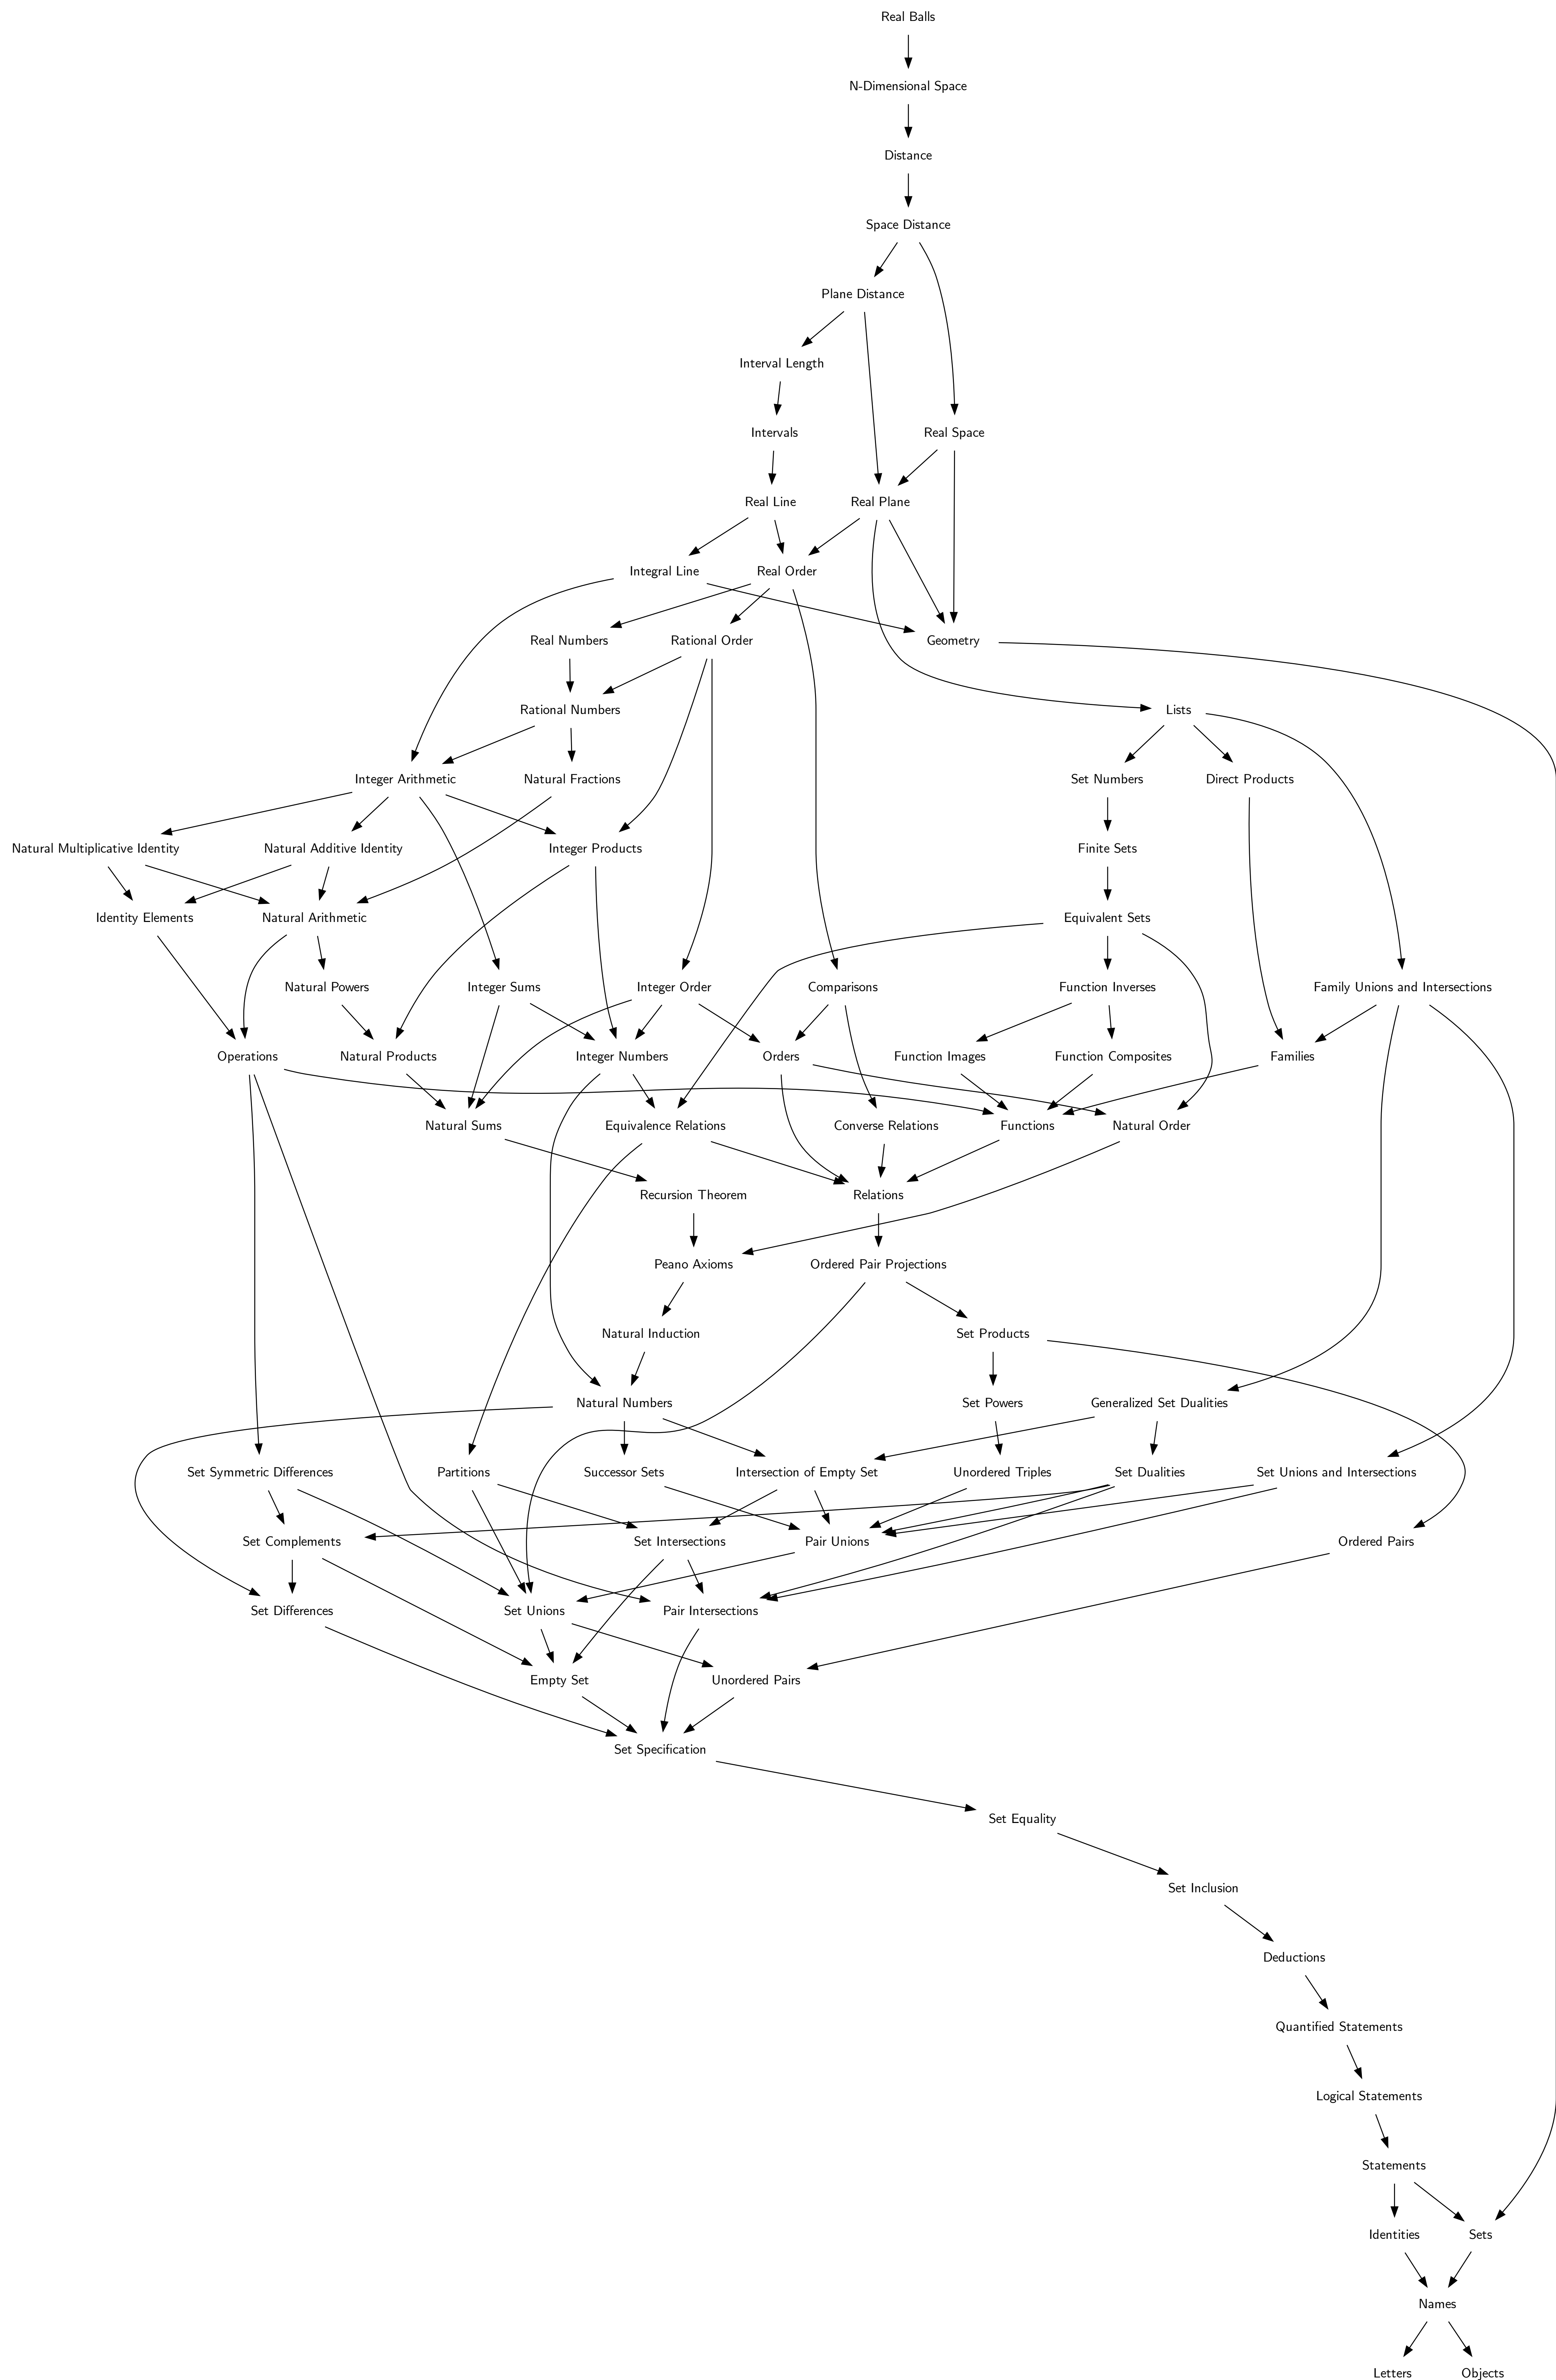 Real Balls
N-Dimensional Space
Distance
Space Distance
Plane Distance
Interval Length
Intervals
Real Space
Real Line
Real Plane
Integral Line
Real Order
Real Numbers
Rational Order
Geometry
Rational Numbers
Lists
Integer Arithmetic
Natural Fractions
Set Numbers
Direct Products
Natural Multiplicative Identity
Natural Additive Identity
Integer Products
Finite Sets
Identity Elements
Natural Arithmetic
Equivalent Sets
Natural Powers
Integer Sums
Integer Order
Comparisons
Function Inverses
Family Unions and Intersections
Operations
Natural Products
Integer Numbers
Orders
Function Images
Function Composites
Families
Natural Sums
Equivalence Relations
Converse Relations
Functions
Natural Order
Recursion Theorem
Relations
Peano Axioms
Ordered Pair Projections
Natural Induction
Set Products
Natural Numbers
Set Powers
Generalized Set Dualities
Set Symmetric Differences
Partitions
Successor Sets
Intersection of Empty Set
Unordered Triples
Set Dualities
Set Unions and Intersections
Set Complements
Set Intersections
Pair Unions
Ordered Pairs
Set Differences
Set Unions
Pair Intersections
Empty Set
Unordered Pairs
Set Specification
Set Equality
Set Inclusion
Deductions
Quantified Statements
Logical Statements
Statements
Identities
Sets
Names
Letters
Objects